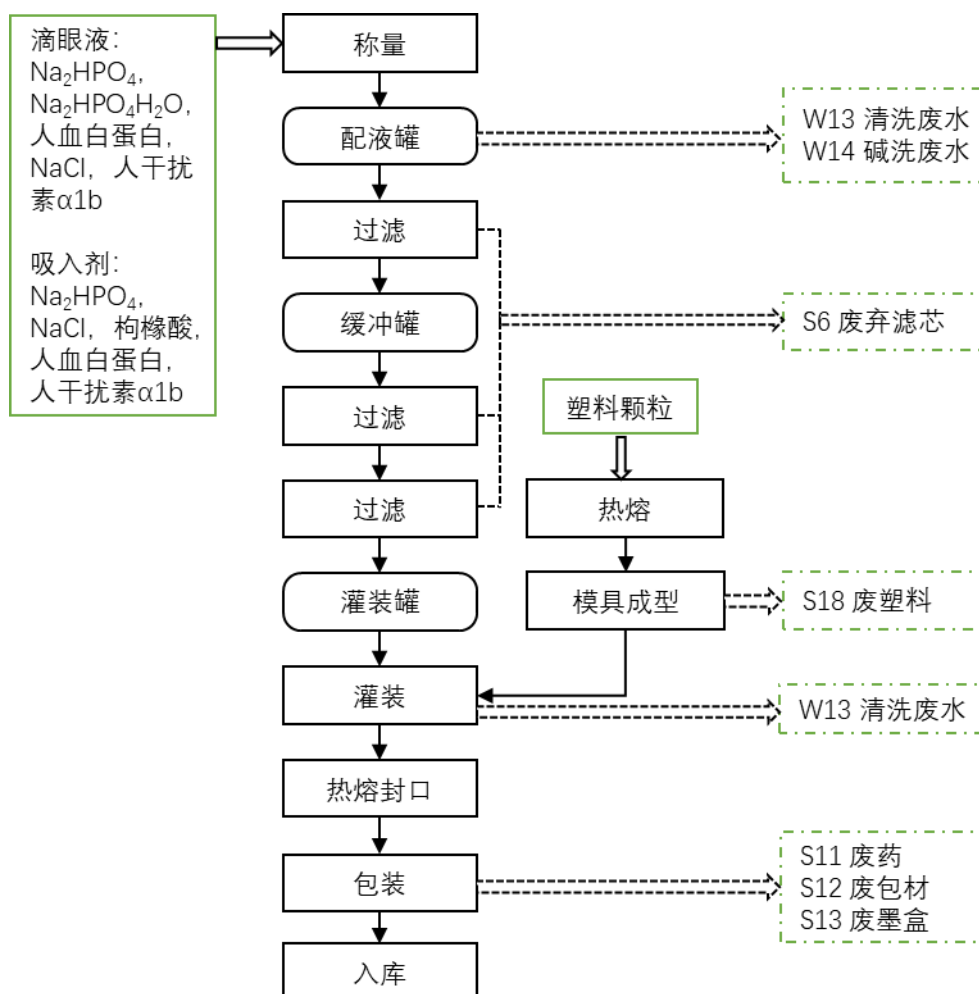 滴眼液：
Na₂HPO₄,
Na₂HPO₄H₂O,
人血白蛋白,
NaCl，人干扰
素α1b
吸入剂：
Na₂HPO₄,
NaCl，枸橼酸,
人血白蛋白,
人干扰素α1b
称量
配液罐
W13 清洗废水
W14 碱洗废水
过滤
缓冲罐
S6 废弃滤芯
过滤
塑料颗粒
过滤
热熔
灌装罐
模具成型
S18 废塑料
灌装
W13 清洗废水
热熔封口
包装
S11 废药
S12 废包材
S13 废墨盒
入库